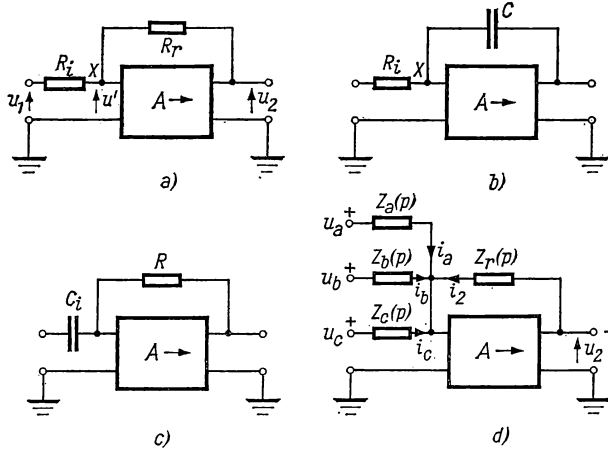 R_r
R_i X
u_1 u' A u_2
a)
C
R_i X
A
b)
R
C_i
A
c)
Z_a(p)
u_a + i_a
Z_b(p) Z_r(p)
u_b + i_b i_2
Z_c(p)
u_c + i_c A u_2 -
d)